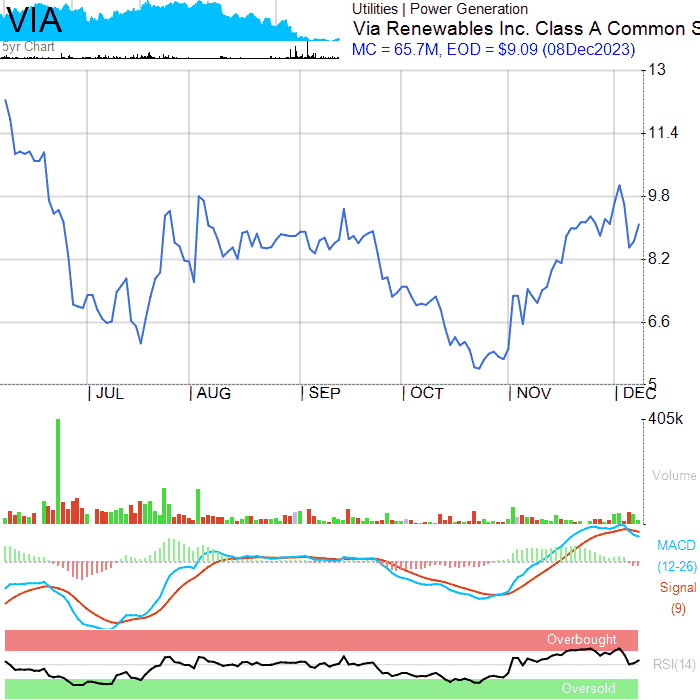 VIA
5yr Chart
Utilities | Power Generation
Via Renewables Inc. Class A Common S
MC = 65.7M, EOD = $9.09 (08Dec2023)
13
11.4
9.8
8.2
6.6
5
JUL AUG SEP OCT NOV DEC
405k
Volume
MACD
(12-26)
Signal
(9)
Overbought
RSI(14)
Oversold